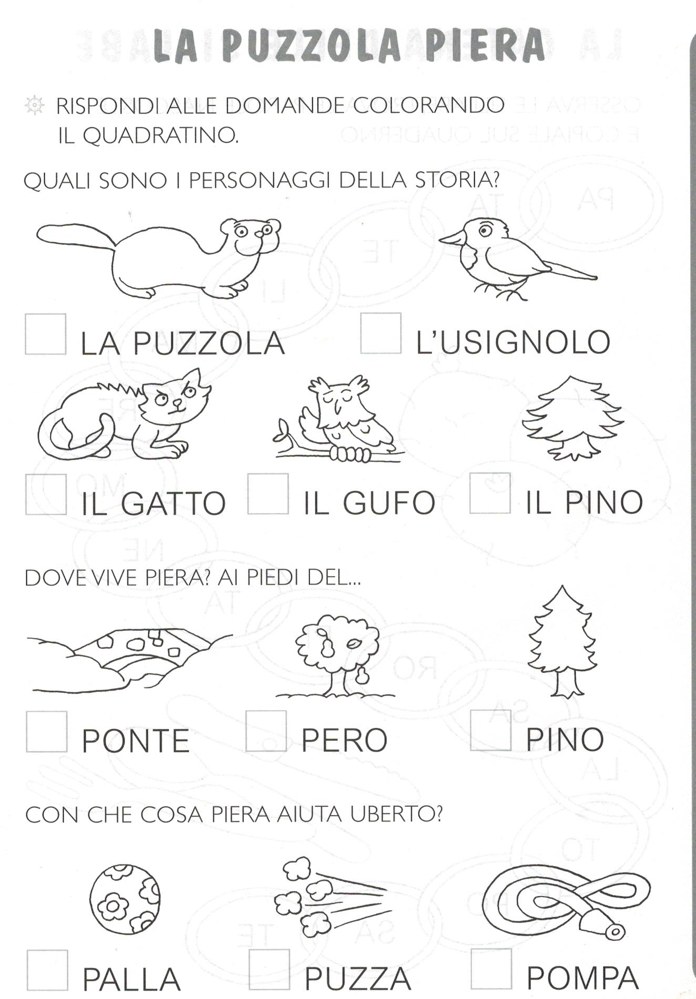 LA PUZZOLA PIERA
RISPONDI ALLE DOMANDE COLORANDO
IL QUADRATINO.
QUALI SONO I PERSONAGGI DELLA STORIA?
LA PUZZOLA L'USIGNOLO
IL GATTO IL GUFO IL PINO
DOVE VIVE PIERA? AI PIEDI DEL...
PONTE PERO PINO
CON CHE COSA PIERA AIUTA UBERTO?
PALLA PUZZA POMPA